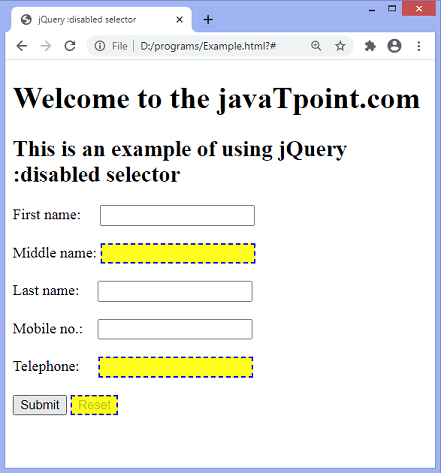 jQuery :disabled selector
File | D:/programs/Example.html?#
Welcome to the javaTpoint.com
This is an example of using jQuery
:disabled selector
First name:
Middle name:
Last name:
Mobile no.:
Telephone:
Submit Reset